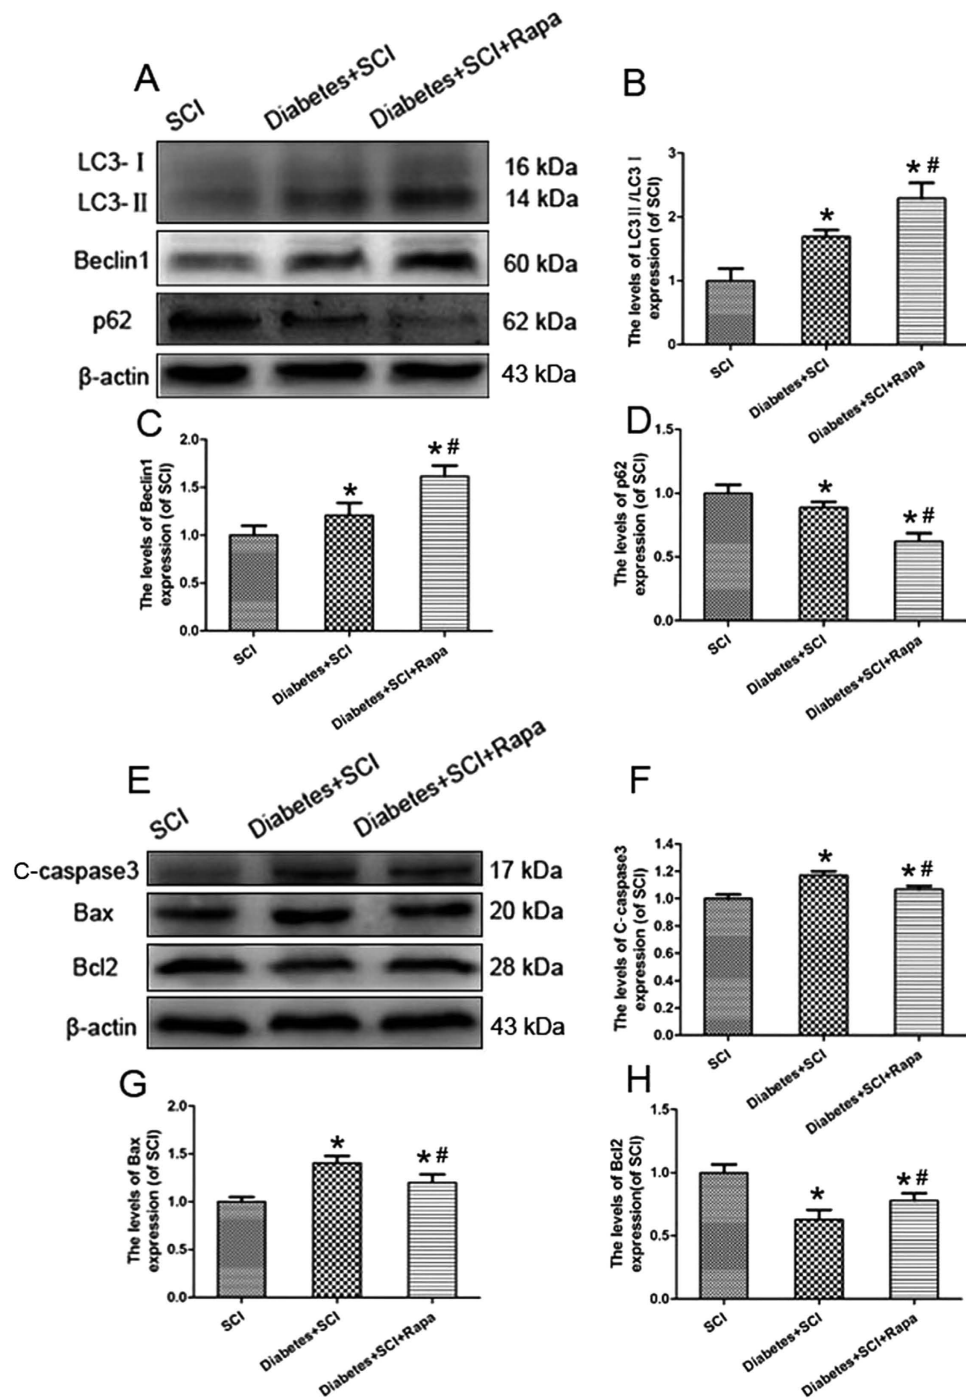 A
SCI
Diabetes+SCI
Diabetes+SCI+Rapa
LC3- Ⅰ
16 kDa
LC3-Ⅱ
14 kDa
Beclin1
60 kDa
p62
62 kDa
β-actin
43 kDa
B
The levels of LC3Ⅱ/LC3Ⅰ
expression (of SCI)
3
2
1
0
*
* #
SCI
Diabetes+SCI
Diabetes+SCI+Rapa
C
The levels of Beclin1
expression (of SCI)
2.0
1.5
1.0
0.5
0.0
*
* #
SCI
Diabetes+SCI
Diabetes+SCI+Rapa
D
The levels of p62
expression (of SCI)
1.5
1.0
0.5
0.0
*
* #
SCI
Diabetes+SCI
Diabetes+SCI+Rapa
E
SCI
Diabetes+SCI
Diabetes+SCI+Rapa
C-caspase3
17 kDa
Bax
20 kDa
Bcl2
28 kDa
β-actin
43 kDa
F
The levels of C-caspase3
expression (of SCI)
1.4
1.2
1.0
0.8
0.6
0.4
0.2
0.0
*
* #
SCI
Diabetes+SCI
Diabetes+SCI+Rapa
G
The levels of Bax
expression(of SCI)
2.0
1.5
1.0
0.5
0.0
*
* #
SCI
Diabetes+SCI
Diabetes+SCI+Rapa
H
The levels of Bcl2
expression(of SCI)
1.5
1.0
0.5
0.0
*
* #
SCI
Diabetes+SCI
Diabetes+SCI+Rapa